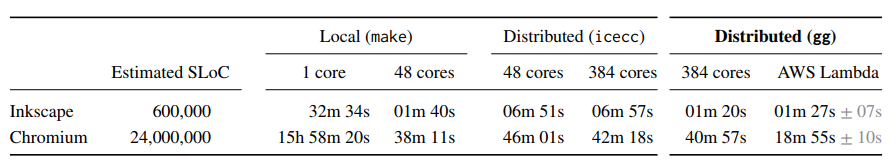 Local (make) Distributed (icecc) Distributed (gg)
Estimated SLoC 1 core 48 cores 48 cores 384 cores 384 cores AWS Lambda
Inkscape 600,000 32m 34s 01m 40s 06m 51s 06m 57s 01m 20s 01m 27s ± 07s
Chromium 24,000,000 15h 58m 20s 38m 11s 46m 01s 42m 18s 40m 57s 18m 55s ± 10s